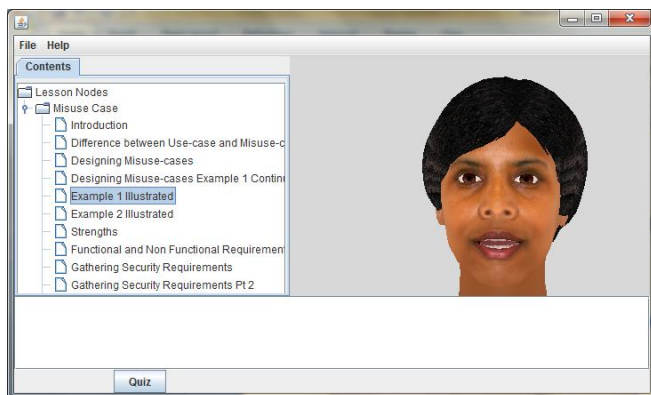 File Help
Contents
Lesson Nodes
Misuse Case
Introduction
Difference between Use-case and Misuse-c
Designing Misuse-cases
Designing Misuse-cases Example 1 Contin
Example 1 Illustrated
Example 2 Illustrated
Strengths
Functional and Non Functional Requiremen
Gathering Security Requirements
Gathering Security Requirements Pt 2
Quiz